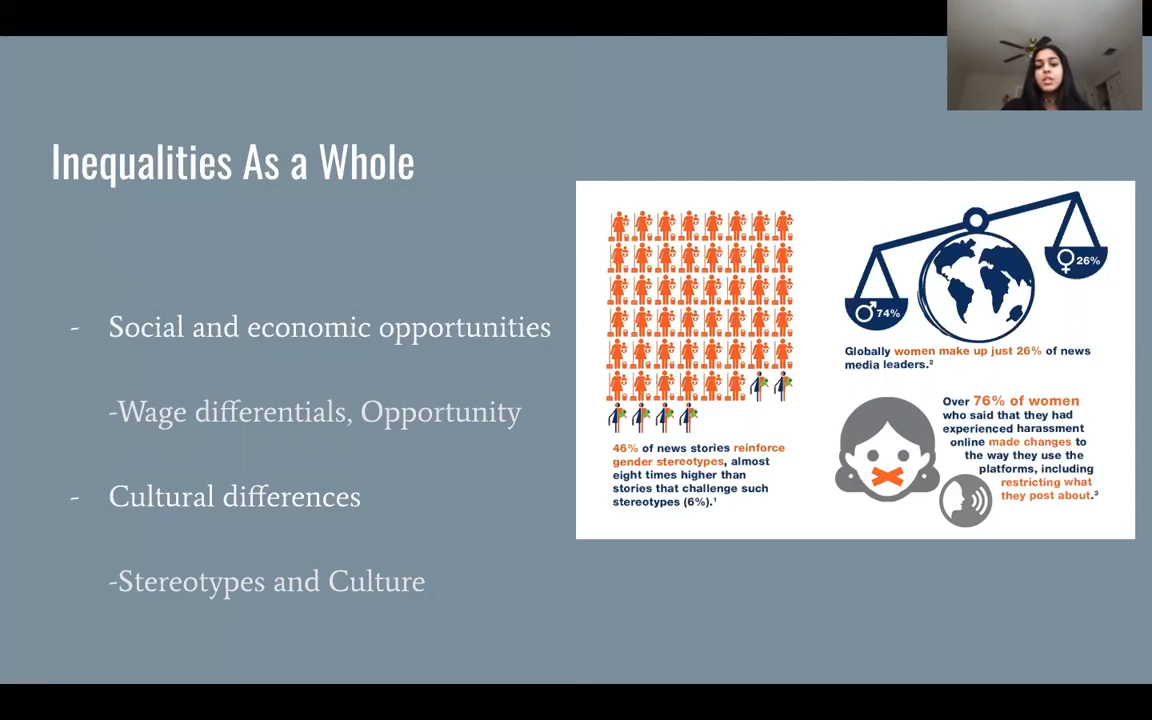 Inequalities As a Whole
- Social and economic opportunities
-Wage differentials, Opportunity
- Cultural differences
-Stereotypes and Culture
46% of news stories reinforce
gender stereotypes, almost
eight times higher than
stories that challenge such
stereotypes (6%).¹
♂74%
♀26%
Globally women make up just 26% of news
media leaders.²
Over 76% of women
who said that they had
experienced harassment
online made changes to
the way they use the
platforms, including
restricting what
they post about.³